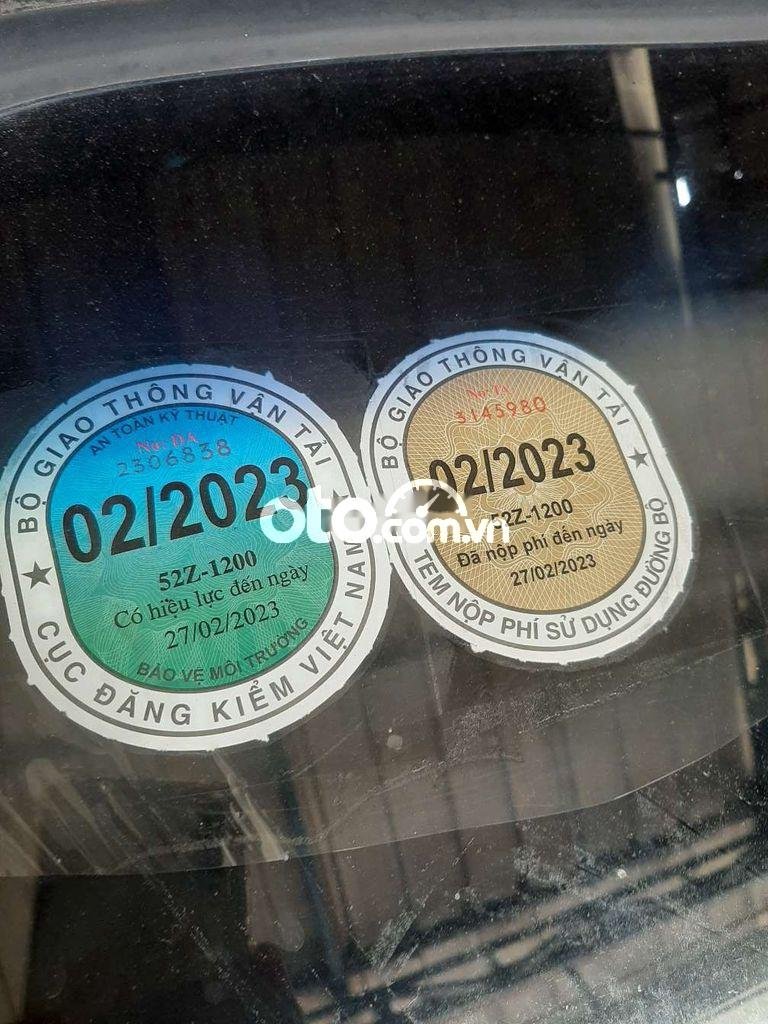 BỘ GIAO THÔNG VẬN TẢI
AN TOÀN KỸ THUẬT
No: DA
2306838
02/2023
52Z-1200
Có hiệu lực đến ngày
27/02/2023
BẢO VỆ MÔI TRƯỜNG
CỤC ĐĂNG KIỂM VIỆT NAM
BỘ GIAO THÔNG VẬN TẢI
3145980
02/2023
52Z-1200
Đã nộp phí đến ngày
27/02/2023
TEM NỘP PHÍ SỬ DỤNG ĐƯỜNG BỘ
oto.com.vn